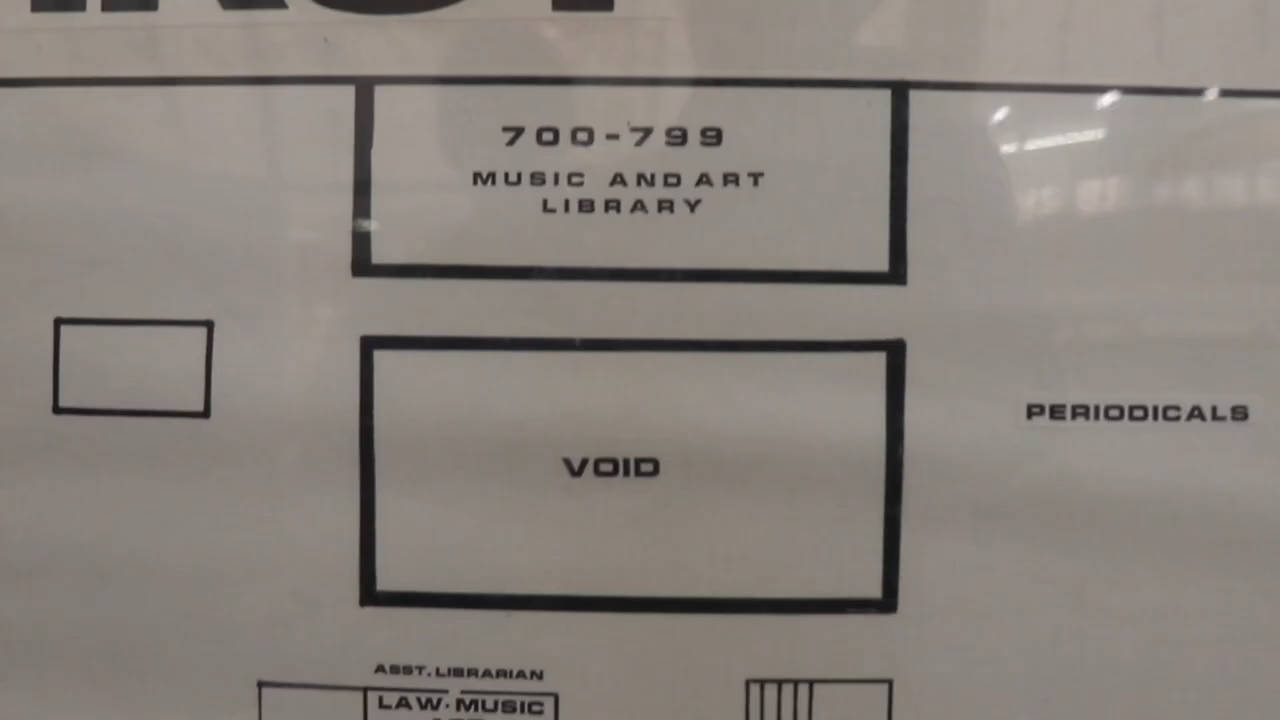 700-799
MUSIC AND ART
LIBRARY
PERIODICALS
VOID
ASST. LIBRARIAN
LAW·MUSIC